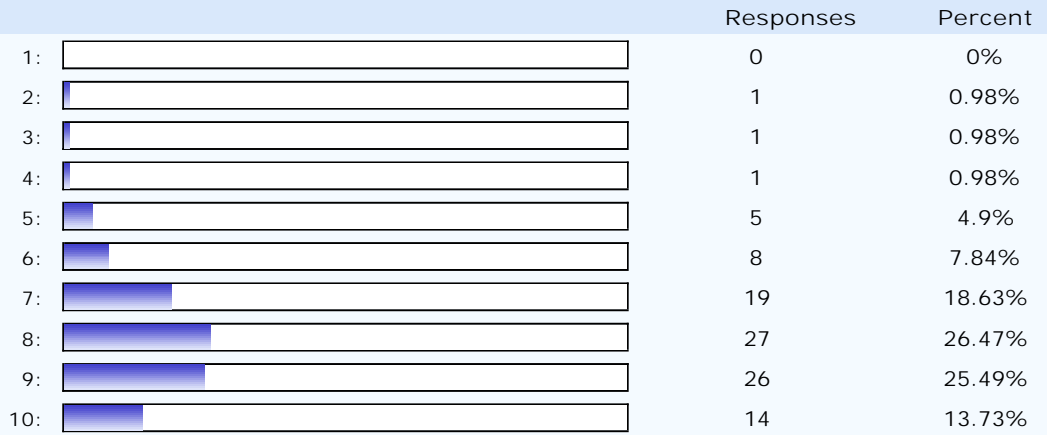 Responses Percent
1: 0 0%
2: 1 0.98%
3: 1 0.98%
4: 1 0.98%
5: 5 4.9%
6: 8 7.84%
7: 19 18.63%
8: 27 26.47%
9: 26 25.49%
10: 14 13.73%